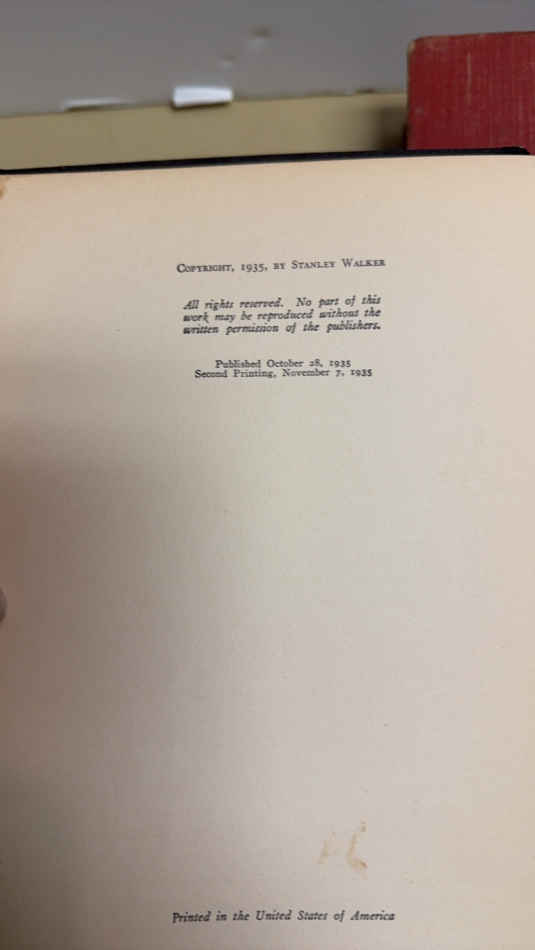 Copyright, 1935, by Stanley Walker
All rights reserved. No part of this
work may be reproduced without the
written permission of the publishers.
Published October 28, 1935
Second Printing, November 7, 1935
Printed in the United States of America